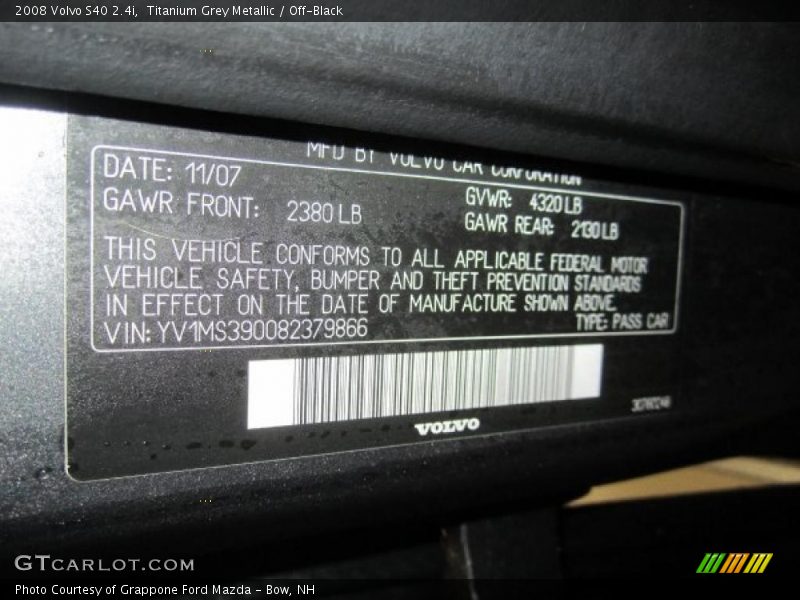 2008 Volvo S40 2.4i, Titanium Grey Metallic / Off-Black
MFD BY VOLVO CAR CORPORATION
DATE: 11/07
GVWR: 4320 LB
GAWR FRONT: 2380 LB
GAWR REAR: 2130 LB
THIS VEHICLE CONFORMS TO ALL APPLICABLE FEDERAL MOTOR
VEHICLE SAFETY, BUMPER AND THEFT PREVENTION STANDARDS
IN EFFECT ON THE DATE OF MANUFACTURE SHOWN ABOVE.
VIN: YV1MS390082379866
TYPE: PASS CAR
VOLVO
GTCARLOT.COM
Photo Courtesy of Grappone Ford Mazda - Bow, NH